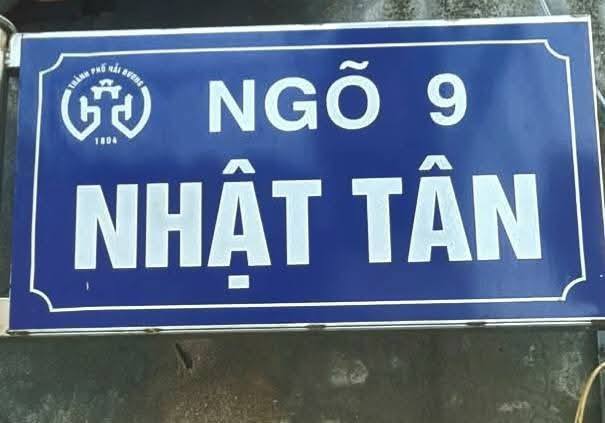 THÀNH PHỐ HẢI DƯƠNG
1804
NGÕ 9
NHẬT TÂN